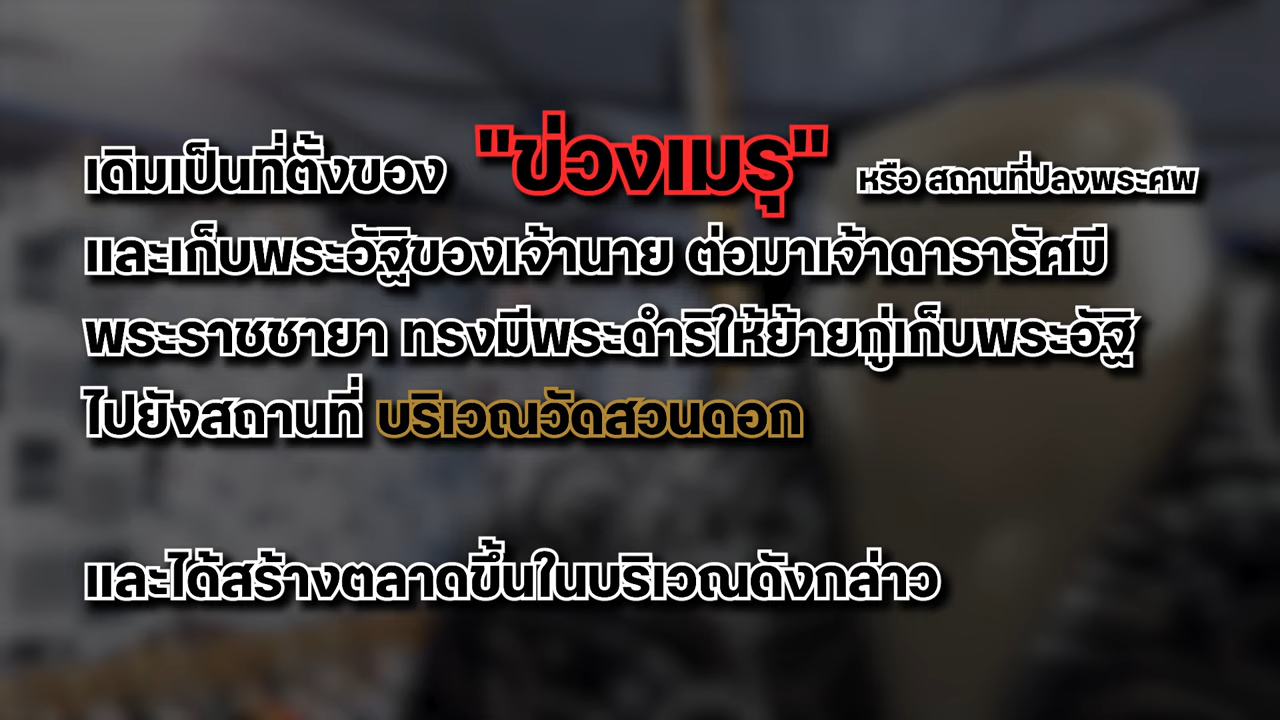 เดิมเป็นที่ตั้งของ "ข่วงเมรุ" หรือ สถานที่ปลงพระศพ
และเก็บพระอัฐิของเจ้านาย ต่อมาเจ้าดารารัศมี
พระราชชายา ทรงมีพระดำริให้ย้ายกู่เก็บพระอัฐิ
ไปยังสถานที่ บริเวณวัดสวนดอก
และได้สร้างตลาดขึ้นในบริเวณดังกล่าว